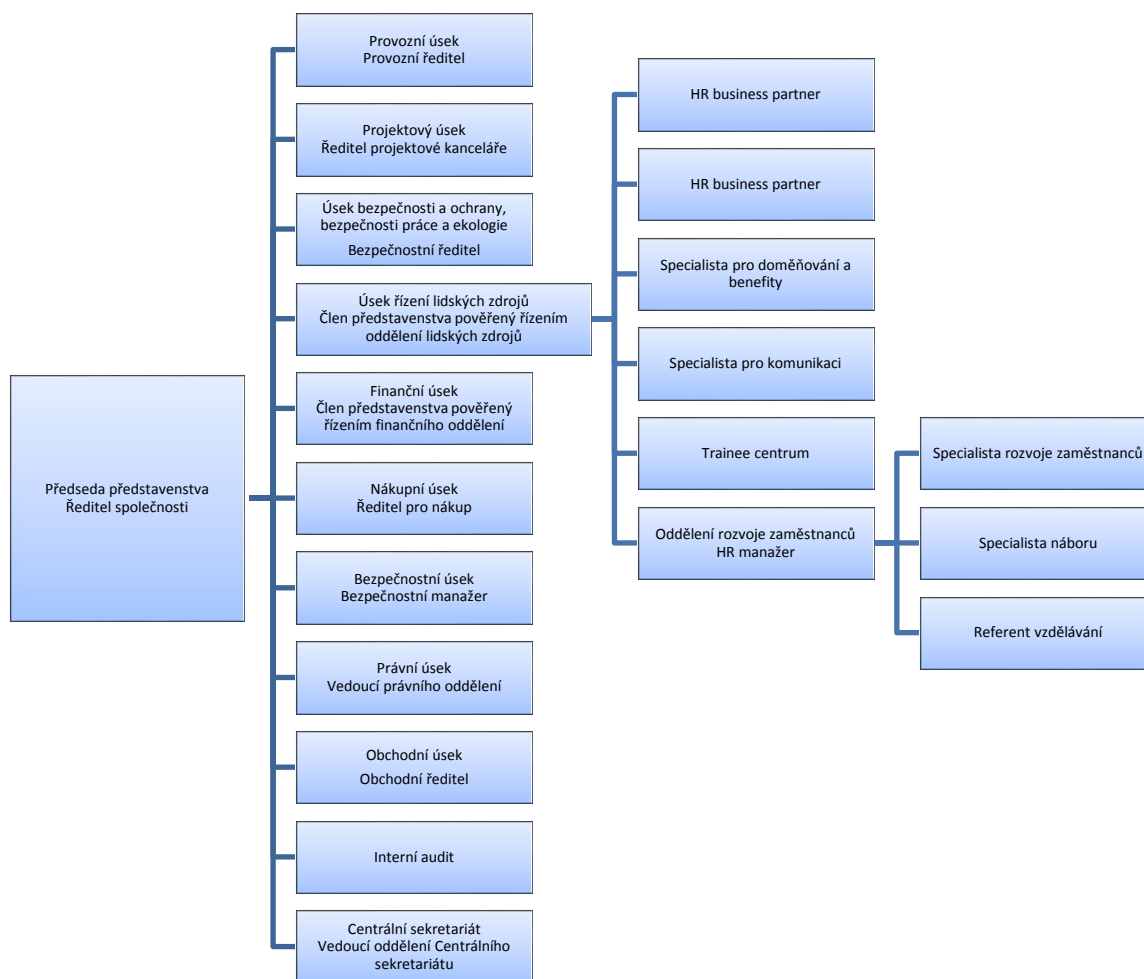 Předseda představenstva
Ředitel společnosti
Provozní úsek
Provozní ředitel
Projektový úsek
Ředitel projektové kanceláře
Úsek bezpečnosti a ochrany,
bezpečnosti práce a ekologie
Bezpečnostní ředitel
Úsek řízení lidských zdrojů
Člen představenstva pověřený řízením
oddělení lidských zdrojů
Finanční úsek
Člen představenstva pověřený
řízením finančního oddělení
Nákupní úsek
Ředitel pro nákup
Bezpečnostní úsek
Bezpečnostní manažer
Právní úsek
Vedoucí právního oddělení
Obchodní úsek
Obchodní ředitel
Interní audit
Centrální sekretariát
Vedoucí oddělení Centrálního
sekretariátu
HR business partner
HR business partner
Specialista pro doměňování a
benefity
Specialista pro komunikaci
Trainee centrum
Oddělení rozvoje zaměstnanců
HR manažer
Specialista rozvoje zaměstnanců
Specialista náboru
Referent vzdělávání